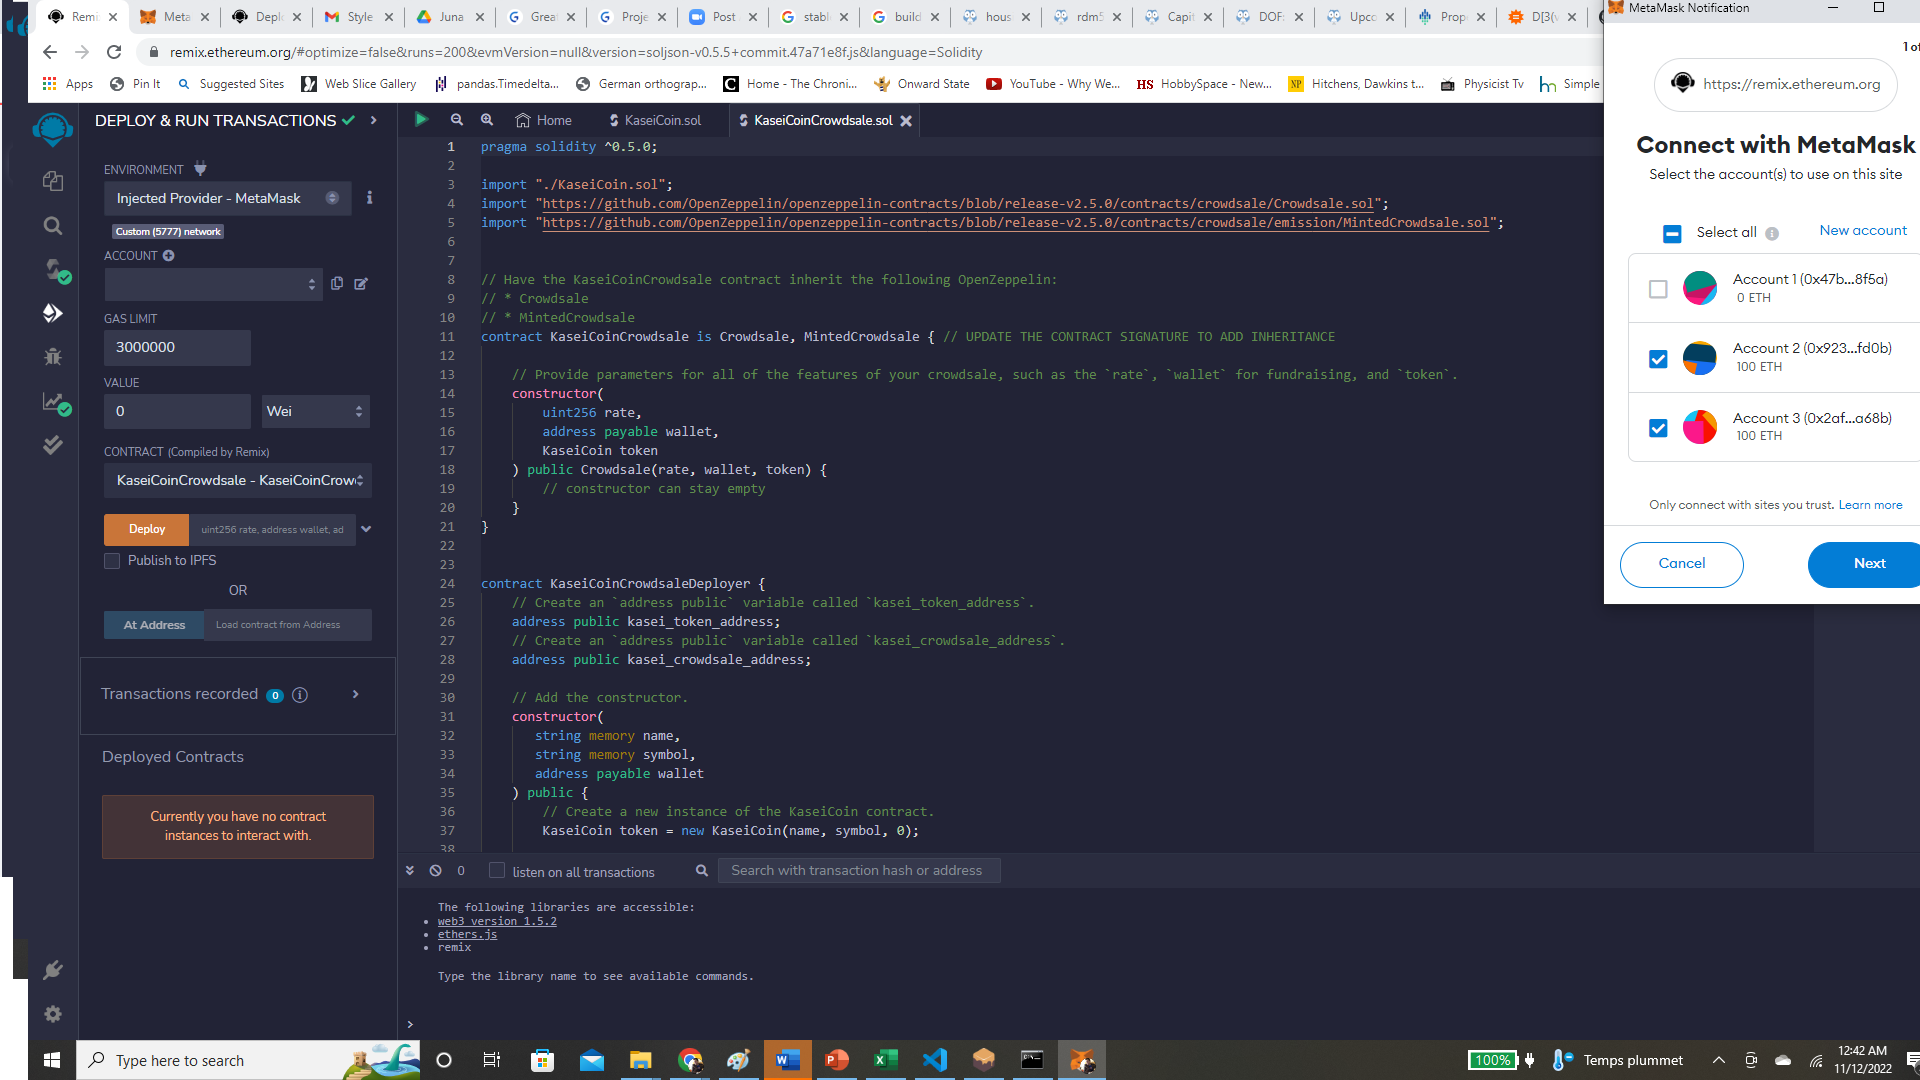 Remi
Meta
Deplo
Style
Juna
Great
Proje
Post
stabl
build
hous
rdm5
Capit
DOF:
Upco
Prop
D[3(v
remix.ethereum.org/#optimize=false&runs=200&evmVersion=null&version=soljson-v0.5.5+commit.47a71e8f.js&language=Solidity
Apps
Pin It
Suggested Sites
Web Slice Gallery
pandas.Timedelta...
German orthograp...
Home - The Chroni...
Onward State
YouTube - Why We...
HS HobbySpace - New...
NP Hitchens, Dawkins t...
Physicist Tv
hm Simple
DEPLOY & RUN TRANSACTIONS
ENVIRONMENT
Injected Provider - MetaMask
Custom (5777) network
ACCOUNT
GAS LIMIT
3000000
VALUE
0
Wei
CONTRACT (Compiled by Remix)
KaseiCoinCrowdsale - KaseiCoinCrow
Deploy
uint256 rate, address wallet, ad
Publish to IPFS
OR
At Address
Load contract from Address
Transactions recorded 0
Deployed Contracts
Currently you have no contract
instances to interact with.
Home
KaseiCoin.sol
KaseiCoinCrowdsale.sol
1 pragma solidity ^0.5.0;
2
3 import "./KaseiCoin.sol";
4 import "https://github.com/OpenZeppelin/openzeppelin-contracts/blob/release-v2.5.0/contracts/crowdsale/Crowdsale.sol";
5 import "https://github.com/OpenZeppelin/openzeppelin-contracts/blob/release-v2.5.0/contracts/crowdsale/emission/MintedCrowdsale.sol";
6
7
8 // Have the KaseiCoinCrowdsale contract inherit the following OpenZeppelin:
9 // * Crowdsale
10 // * MintedCrowdsale
11 contract KaseiCoinCrowdsale is Crowdsale, MintedCrowdsale { // UPDATE THE CONTRACT SIGNATURE TO ADD INHERITANCE
12
13 // Provide parameters for all of the features of your crowdsale, such as the `rate`, `wallet` for fundraising, and `token`.
14 constructor(
15 uint256 rate,
16 address payable wallet,
17 KaseiCoin token
18 ) public Crowdsale(rate, wallet, token) {
19 // constructor can stay empty
20 }
21 }
22
23
24 contract KaseiCoinCrowdsaleDeployer {
25 // Create an `address public` variable called `kasei_token_address`.
26 address public kasei_token_address;
27 // Create an `address public` variable called `kasei_crowdsale_address`.
28 address public kasei_crowdsale_address;
29
30 // Add the constructor.
31 constructor(
32 string memory name,
33 string memory symbol,
34 address payable wallet
35 ) public {
36 // Create a new instance of the KaseiCoin contract.
37 KaseiCoin token = new KaseiCoin(name, symbol, 0);
38
0
listen on all transactions
Search with transaction hash or address
The following libraries are accessible:
• web3 version 1.5.2
• ethers.js
• remix
Type the library name to see available commands.
>
MetaMask Notification
1 of
https://remix.ethereum.org
Connect with MetaMask
Select the account(s) to use on this site
Select all
New account
Account 1 (0x47b...8f5a)
0 ETH
Account 2 (0x923...fd0b)
100 ETH
Account 3 (0x2af...a68b)
100 ETH
Only connect with sites you trust. Learn more
Cancel
Next
Type here to search
100%
Temps plummet
12:42 AM
11/12/2022